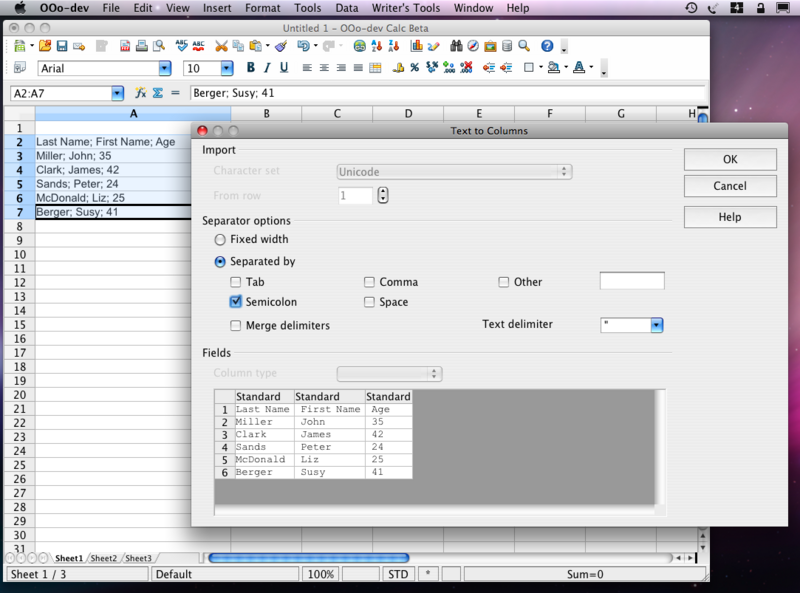 OOo-dev File Edit View Insert Format Tools Data Writer's Tools Window Help
Untitled 1 - OOo-dev Calc Beta
Arial 10 B I U
A2:A7 fx Σ = Berger; Susy; 41
A B C D E F G H
1
2 Last Name; First Name; Age
3 Miller; John; 35
4 Clark; James; 42
5 Sands; Peter; 24
6 McDonald; Liz; 25
7 Berger; Susy; 41
8
9
10
11
12
13
14
15
16
17
18
19
20
21
22
23
24
25
26
27
28
29
30
31
Text to Columns
Import
Character set Unicode
From row 1
OK
Cancel
Help
Separator options
Fixed width
Separated by
Tab Comma Other
Semicolon Space
Merge delimiters Text delimiter "
Fields
Column type
Standard Standard Standard
1 Last Name First Name Age
2 Miller John 35
3 Clark James 42
4 Sands Peter 24
5 McDonald Liz 25
6 Berger Susy 41
Sheet1 Sheet2 Sheet3
Sheet 1 / 3 Default 100% STD * Sum=0